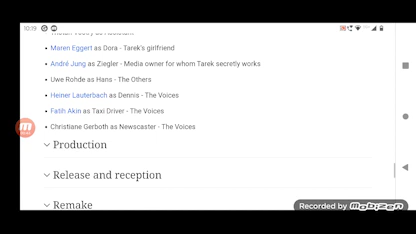 10:19
Maren Eggert as Dora - Tarek's girlfriend
André Jung as Ziegler - Media owner for whom Tarek secretly works
Uwe Rohde as Hans - The Others
Heiner Lauterbach as Dennis - The Voices
Fatih Akin as Taxi Driver - The Voices
Christiane Gerboth as Newscaster - The Voices
Production
Release and reception
Remake
Recorded by Mobizen